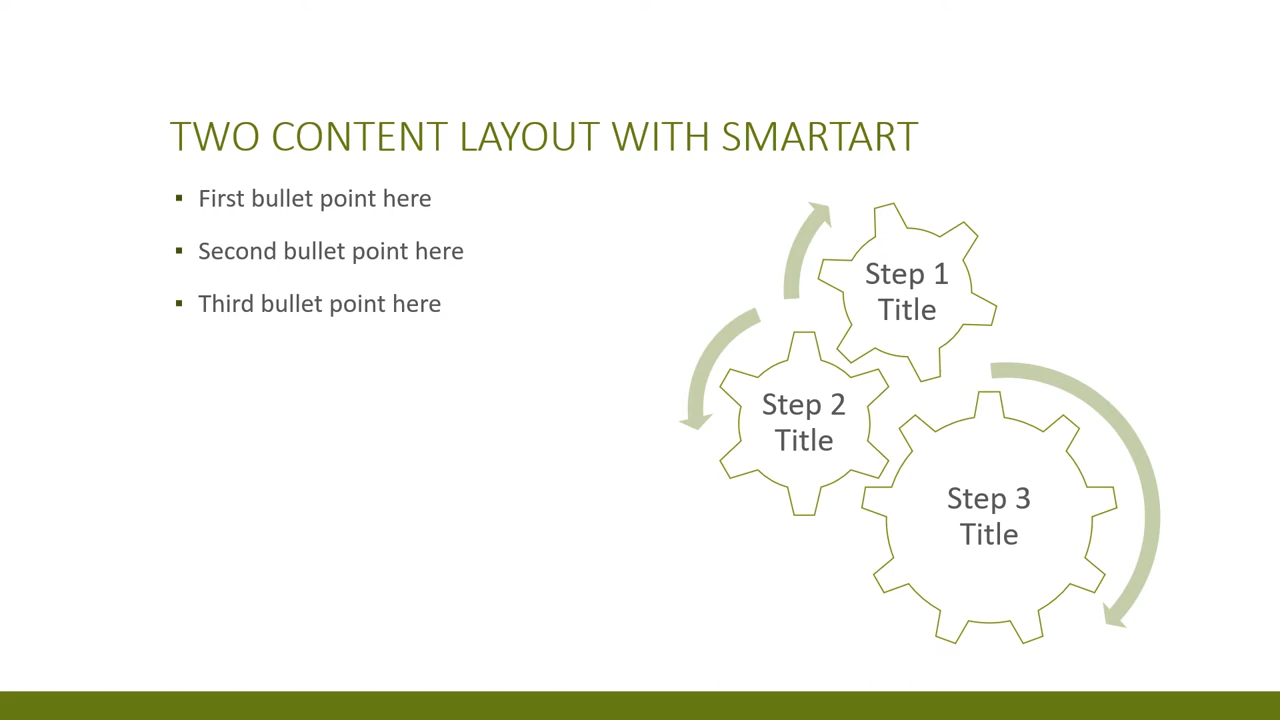 TWO CONTENT LAYOUT WITH SMARTART
▪ First bullet point here
▪ Second bullet point here
▪ Third bullet point here
Step 1
Title
Step 2
Title
Step 3
Title